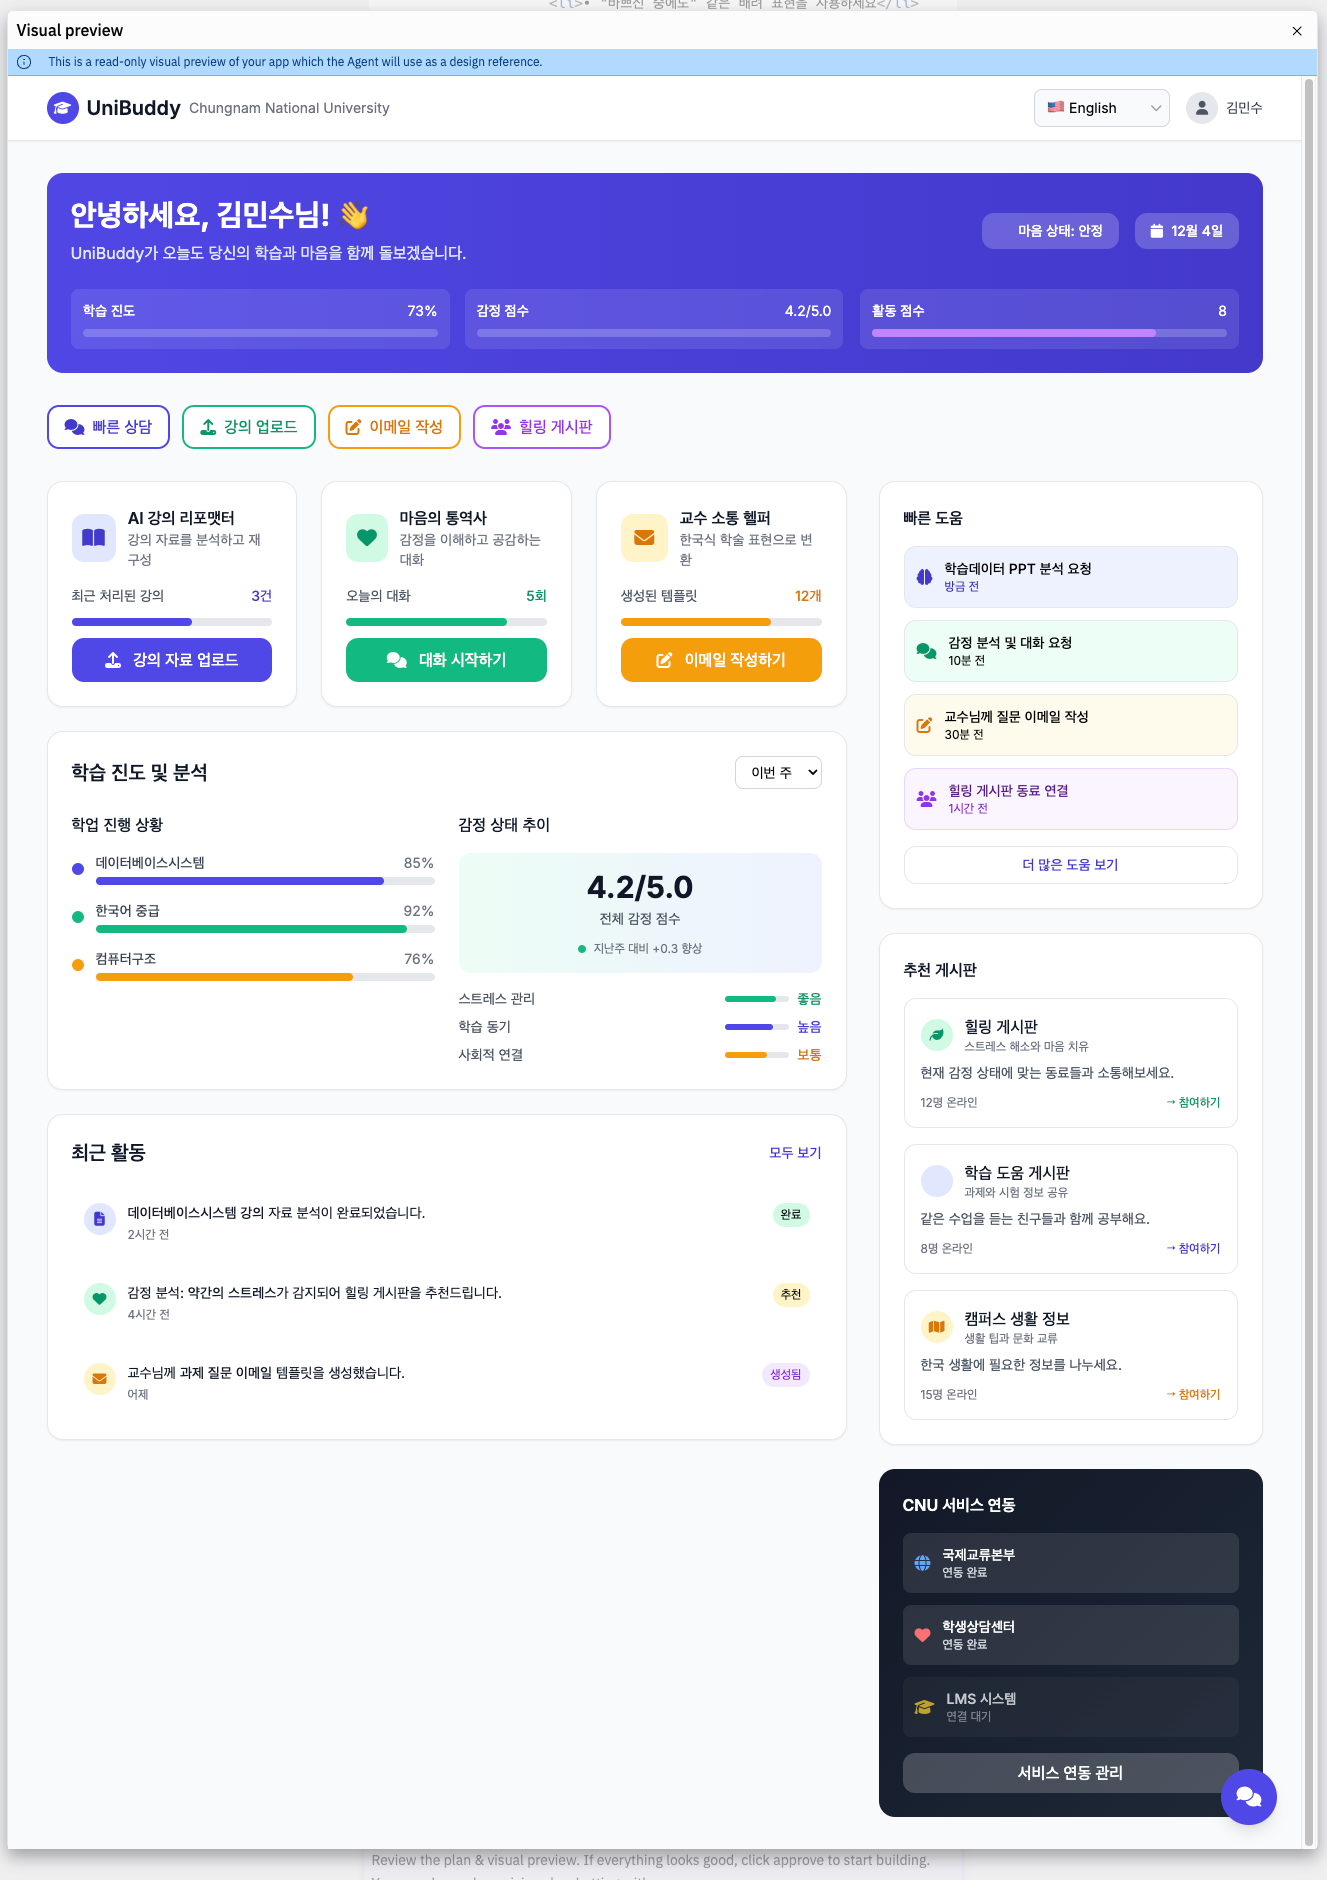 <li>• "바쁘신 중에도" 같은 배려 표현을 사용하세요</li>
Visual preview
This is a read-only visual preview of your app which the Agent will use as a design reference.
UniBuddy Chungnam National University
English
김민수
안녕하세요, 김민수님! 👋
UniBuddy가 오늘도 당신의 학습과 마음을 함께 돌보겠습니다.
마음 상태: 안정
12월 4일
학습 진도 73%
감정 점수 4.2/5.0
활동 점수 8
빠른 상담
강의 업로드
이메일 작성
힐링 게시판
AI 강의 리포맷터
강의 자료를 분석하고 재
구성
최근 처리된 강의 3건
강의 자료 업로드
마음의 통역사
감정을 이해하고 공감하는
대화
오늘의 대화 5회
대화 시작하기
교수 소통 헬퍼
한국식 학술 표현으로 변
환
생성된 템플릿 12개
이메일 작성하기
학습 진도 및 분석
이번 주
학업 진행 상황
데이터베이스시스템 85%
한국어 중급 92%
컴퓨터구조 76%
감정 상태 추이
4.2/5.0
전체 감정 점수
지난주 대비 +0.3 향상
스트레스 관리 좋음
학습 동기 높음
사회적 연결 보통
최근 활동
모두 보기
데이터베이스시스템 강의 자료 분석이 완료되었습니다.
2시간 전
완료
감정 분석: 약간의 스트레스가 감지되어 힐링 게시판을 추천드립니다.
4시간 전
추천
교수님께 과제 질문 이메일 템플릿을 생성했습니다.
어제
생성됨
빠른 도움
학습데이터 PPT 분석 요청
방금 전
감정 분석 및 대화 요청
10분 전
교수님께 질문 이메일 작성
30분 전
힐링 게시판 동료 연결
1시간 전
더 많은 도움 보기
추천 게시판
힐링 게시판
스트레스 해소와 마음 치유
현재 감정 상태에 맞는 동료들과 소통해보세요.
12명 온라인 → 참여하기
학습 도움 게시판
과제와 시험 정보 공유
같은 수업을 듣는 친구들과 함께 공부해요.
8명 온라인 → 참여하기
캠퍼스 생활 정보
생활 팁과 문화 교류
한국 생활에 필요한 정보를 나누세요.
15명 온라인 → 참여하기
CNU 서비스 연동
국제교류본부
연동 완료
학생상담센터
연동 완료
LMS 시스템
연결 대기
서비스 연동 관리
Review the plan & visual preview. If everything looks good, click approve to start building.